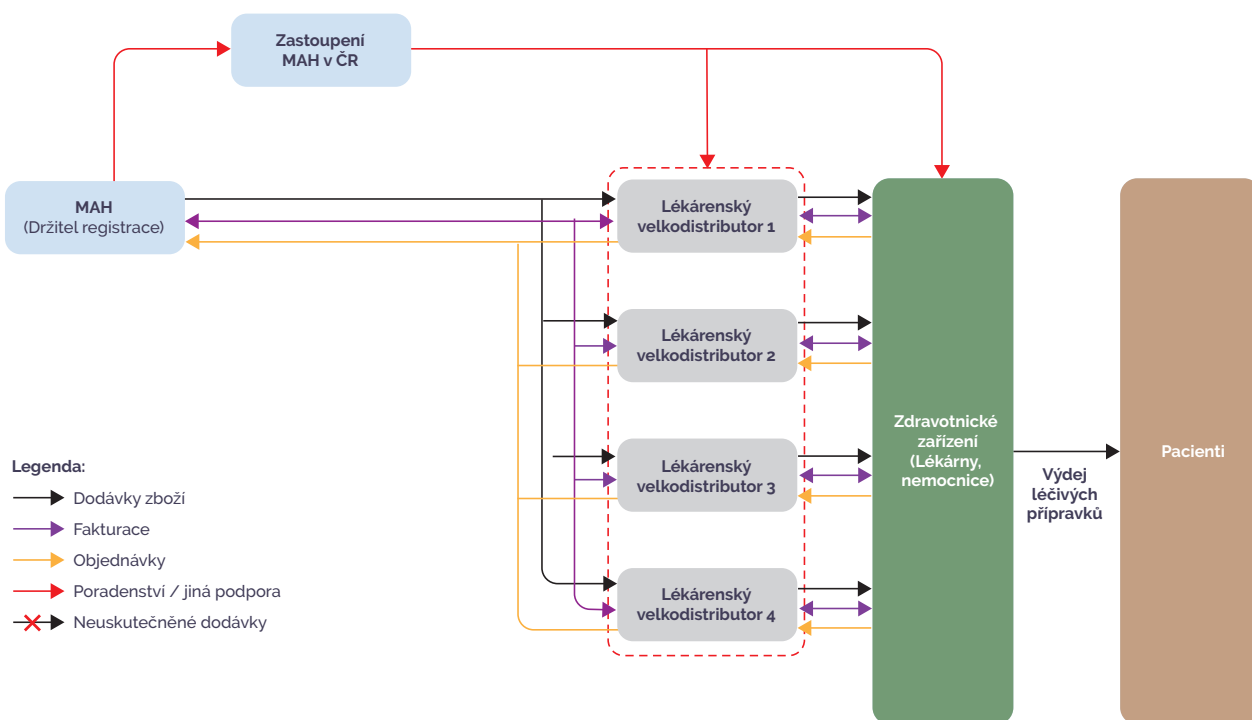 Zastoupení
MAH v ČR
MAH
(Držitel registrace)
Lékárenský
velkodistributor 1
Lékárenský
velkodistributor 2
Lékárenský
velkodistributor 3
Lékárenský
velkodistributor 4
Zdravotnické
zařízení
(Lékárny,
nemocnice)
Výdej
léčivých
přípravků
Pacienti
Legenda:
Dodávky zboží
Fakturace
Objednávky
Poradenství / jiná podpora
Neuskutečněné dodávky